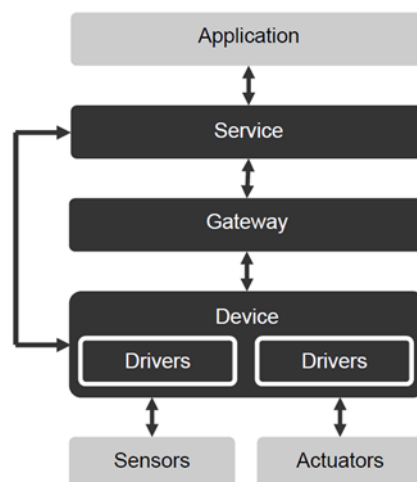 Application
Service
Gateway
Device
Drivers
Drivers
Sensors
Actuators